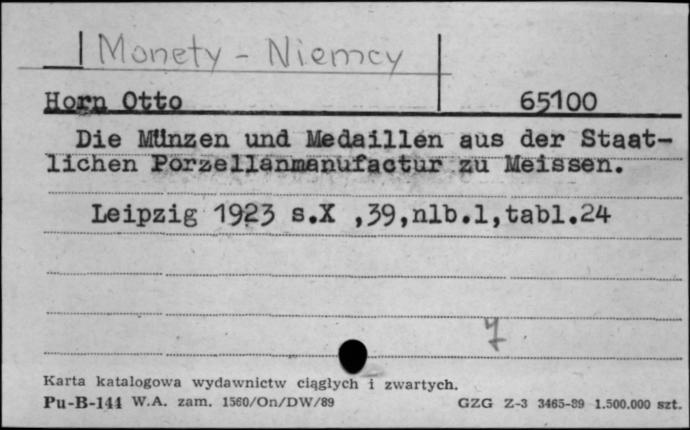 Monety - Niemcy
Horn Otto 65100
Die Münzen und Medaillen aus der Staat-
lichen Porzellanmanufactur zu Meissen.
Leipzig 1923 s.X ,39,nlb.1,tabl.24
7
Karta katalogowa wydawnictw ciągłych i zwartych.
Pu-B-141 W.A. zam. 1560/On/DW/89 GZG Z-3 3465-89 1.500.000 szt.